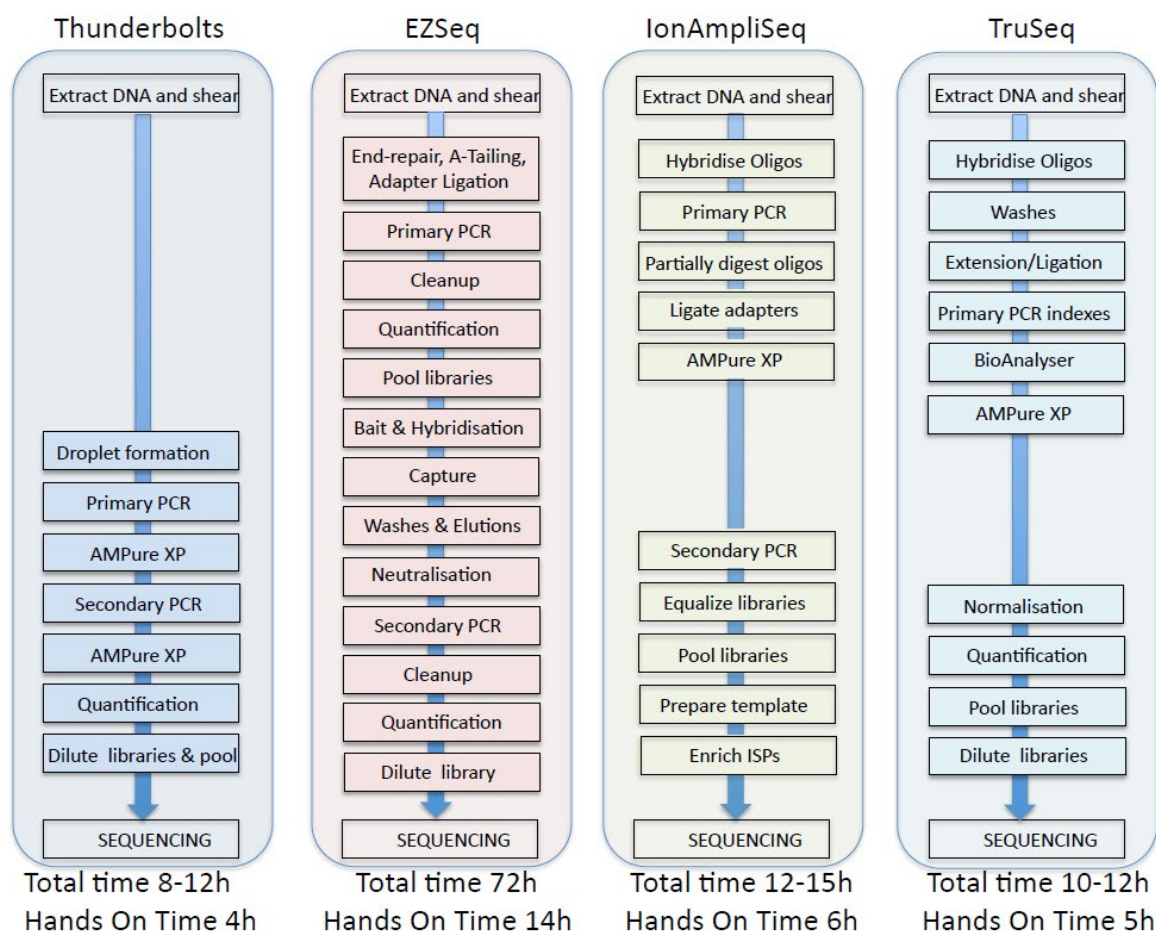 Thunderbolts
Extract DNA and shear
Droplet formation
Primary PCR
AMPure XP
Secondary PCR
AMPure XP
Quantification
Dilute libraries & pool
SEQUENCING
Total time 8-12h
Hands On Time 4h
EZSeq
Extract DNA and shear
End-repair, A-Tailing,
Adapter Ligation
Primary PCR
Cleanup
Quantification
Pool libraries
Bait & Hybridisation
Capture
Washes & Elutions
Neutralisation
Secondary PCR
Cleanup
Quantification
Dilute library
SEQUENCING
Total time 72h
Hands On Time 14h
IonAmpliSeq
Extract DNA and shear
Hybridise Oligos
Primary PCR
Partially digest oligos
Ligate adapters
AMPure XP
Secondary PCR
Equalize libraries
Pool libraries
Prepare template
Enrich ISPs
SEQUENCING
Total time 12-15h
Hands On Time 6h
TruSeq
Extract DNA and shear
Hybridise Oligos
Washes
Extension/Ligation
Primary PCR indexes
BioAnalyser
AMPure XP
Normalisation
Quantification
Pool libraries
Dilute libraries
SEQUENCING
Total time 10-12h
Hands On Time 5h